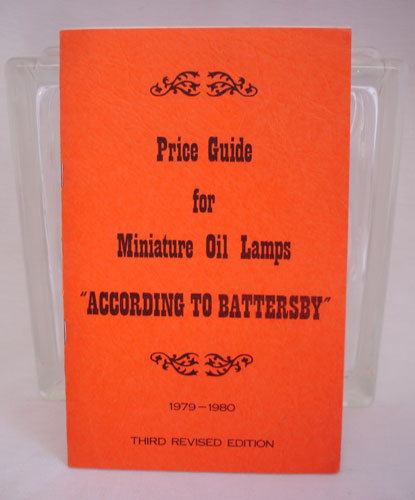 Price Guide
for
Miniature Oil Lamps
"ACCORDING TO BATTERSBY"
1979-1980
THIRD REVISED EDITION